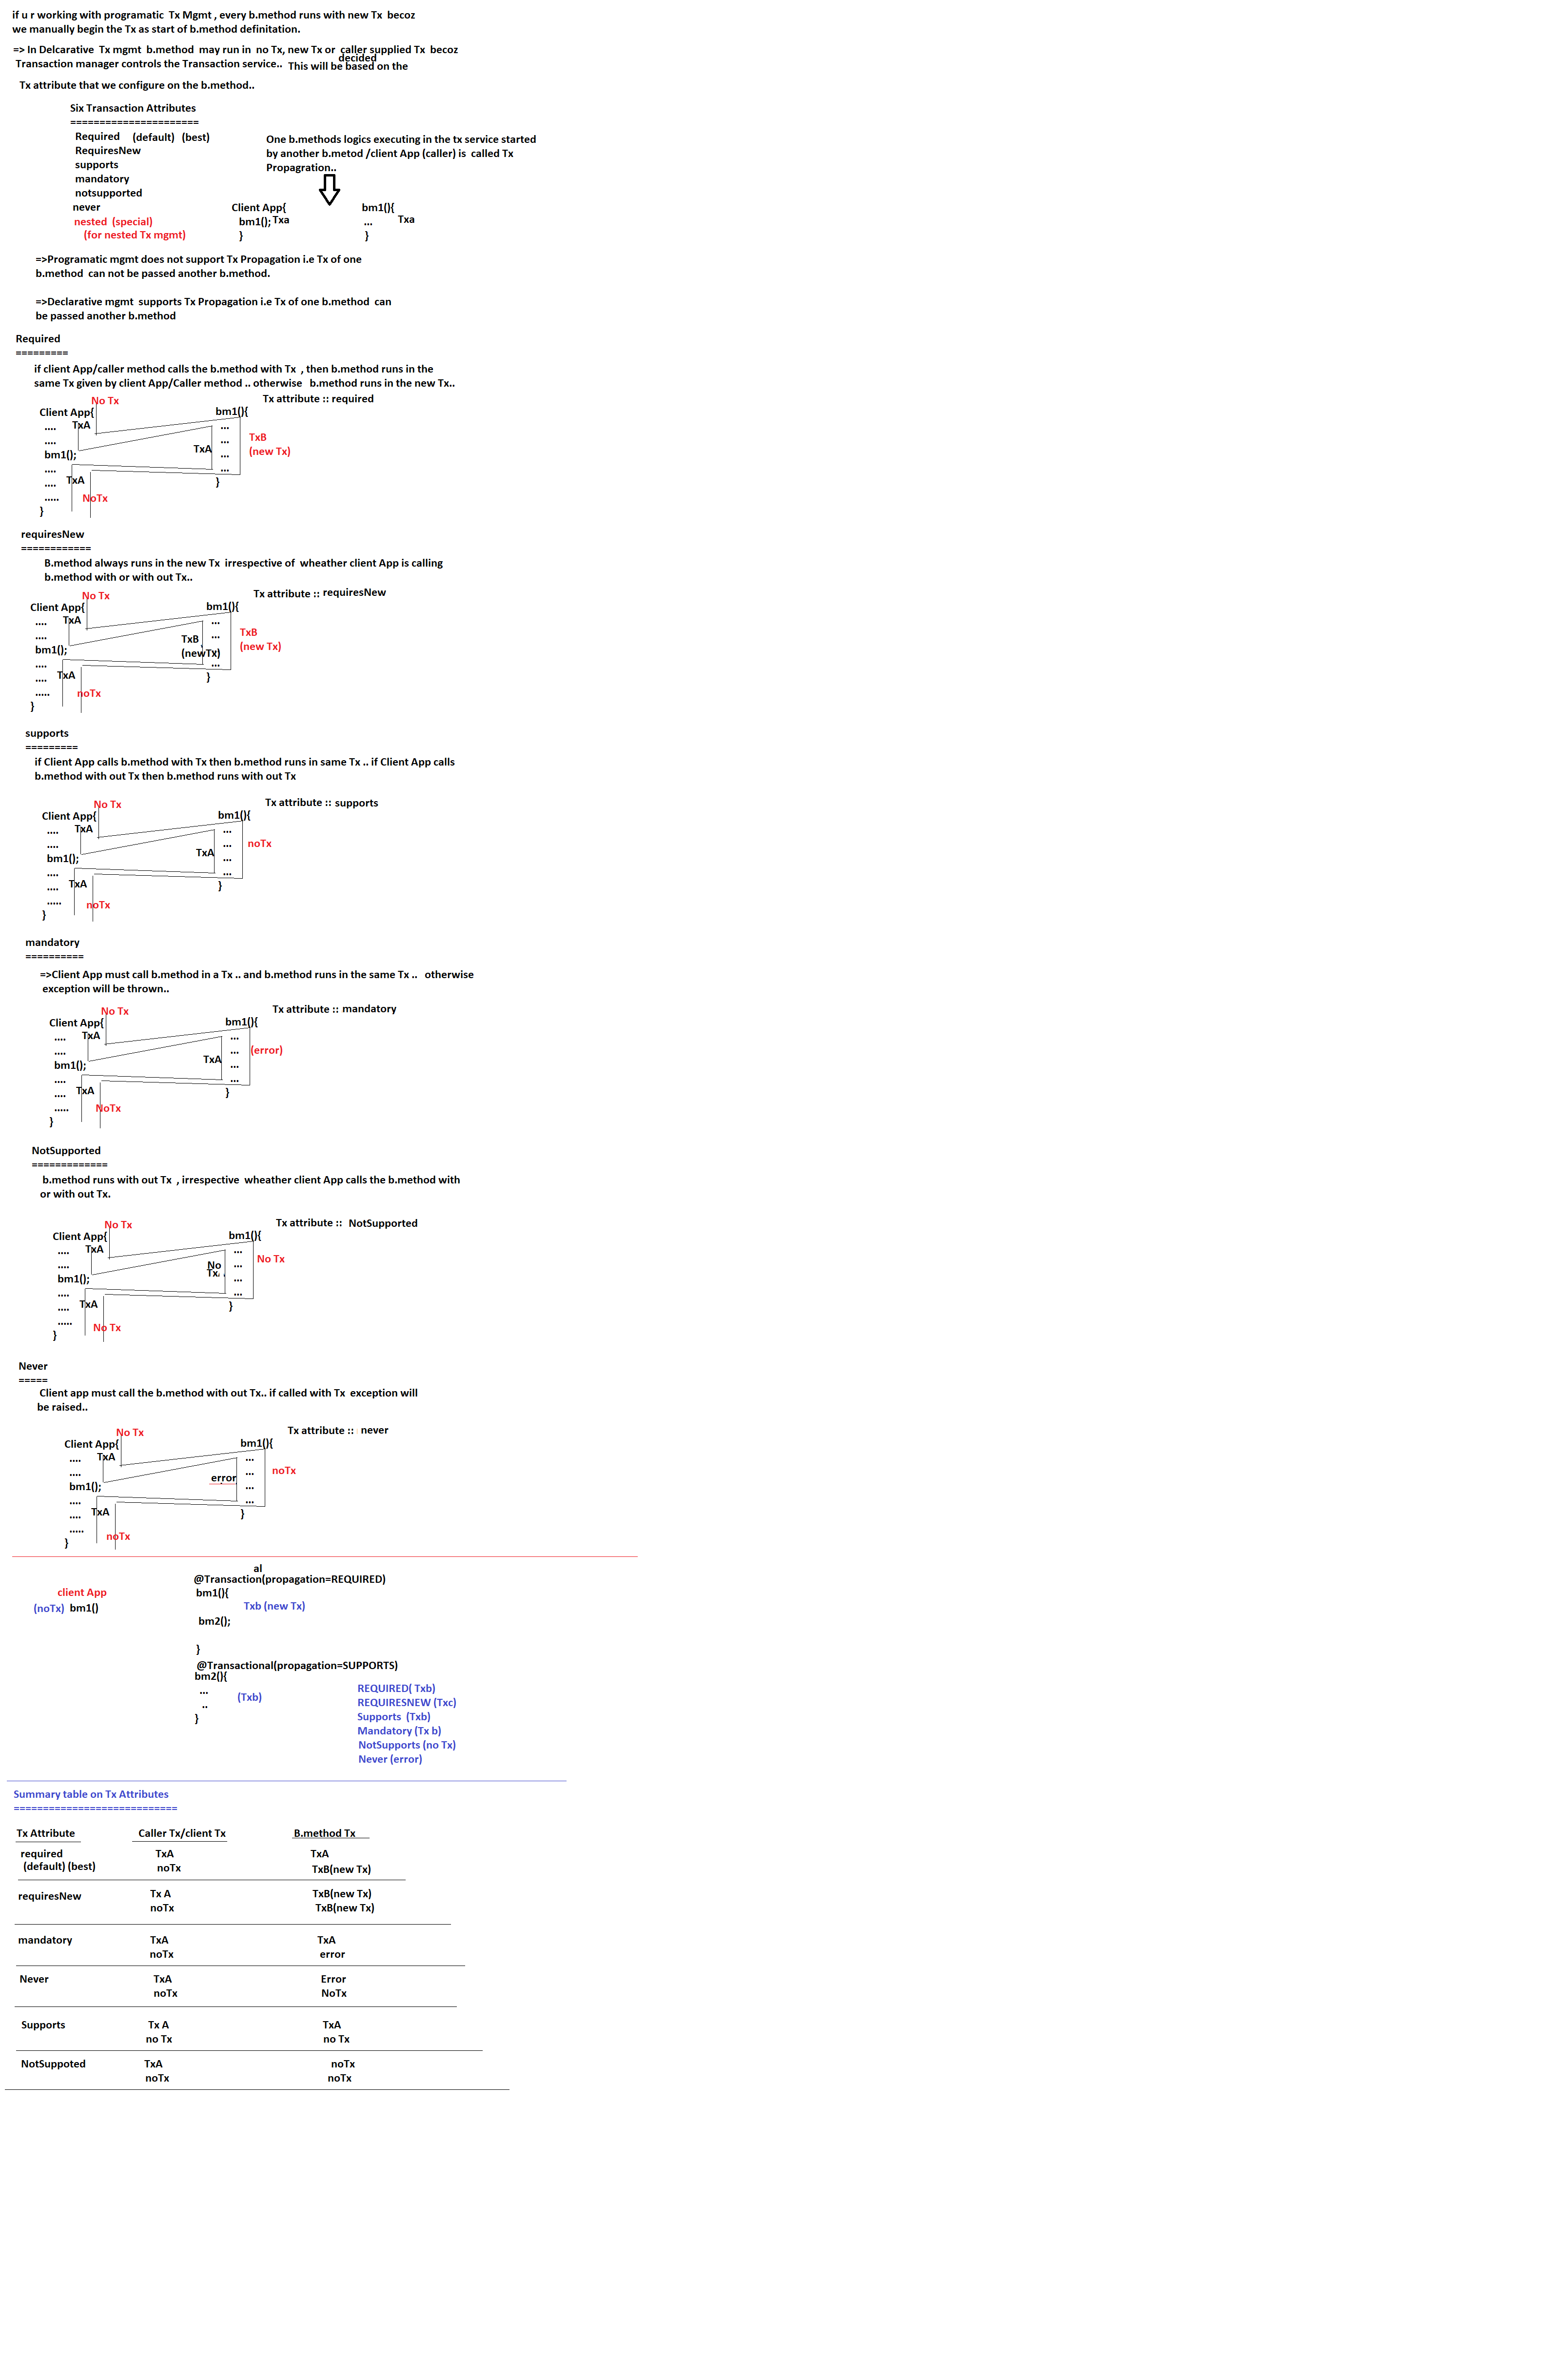 if u r working with programatic  Tx Mgmt , every b.method runs with new Tx  becoz
we manually begin the Tx as start of b.method definitation.
=> In Delcarative  Tx mgmt  b.method  may run in  no Tx, new Tx or  caller supplied Tx  becoz
decided
Transaction manager controls the Transaction service..  This will be based on the
Tx attribute that we configure on the b.method..
Six Transaction Attributes
======================
Required    (default)   (best)
RequiresNew
supports
mandatory
notsupported
never
nested  (special)
(for nested Tx mgmt)
One b.methods logics executing in the tx service started
by another b.metod /client App (caller) is  called Tx
Propagration..
Client App{
bm1(); Txa
}
bm1(){
...   Txa
}
=>Programatic mgmt does not support Tx Propagation i.e Tx of one
b.method  can not be passed another b.method.
=>Declarative mgmt  supports Tx Propagation i.e Tx of one b.method  can
be passed another b.method
Required
=========
if client App/caller method calls the b.method with Tx  , then b.method runs in the
same Tx given by client App/Caller method .. otherwise   b.method runs in the new Tx..
Tx attribute :: required
No Tx
Client App{   bm1(){
....   TxA   ...
....   ...   TxB
bm1();   TxA   ...   (new Tx)
....   ...
....   TxA   }
.....   NoTx
}
requiresNew
============
B.method always runs in the new Tx  irrespective of  wheather client App is calling
b.method with or with out Tx..
Tx attribute :: requiresNew
No Tx
Client App{   bm1(){
....   TxA   ...
....   TxB   ...   TxB
bm1();   (newTx)   (new Tx)
....   ...
....   TxA   }
.....   noTx
}
supports
=========
if Client App calls b.method with Tx then b.method runs in same Tx .. if Client App calls
b.method with out Tx then b.method runs with out Tx
Tx attribute :: supports
No Tx
Client App{   bm1(){
....   TxA   ...
....   ...   noTx
bm1();   TxA   ...
....   ...
....   TxA   }
.....   noTx
}
mandatory
==========
=>Client App must call b.method in a Tx .. and b.method runs in the same Tx ..   otherwise
exception will be thrown..
Tx attribute :: mandatory
No Tx
Client App{   bm1(){
....   TxA   ...
....   ...   (error)
bm1();   TxA   ...
....   ...
....   TxA   }
.....   NoTx
}
NotSupported
=============
b.method runs with out Tx  , irrespective  wheather client App calls the b.method with
or with out Tx.
Tx attribute ::  NotSupported
No Tx
Client App{   bm1(){
....   TxA   ...
....   No   ...   No Tx
bm1();   Tx   ...
....   ...
....   TxA   }
.....   No Tx
}
Never
=====
Client app must call the b.method with out Tx.. if called with Tx  exception will
be raised..
Tx attribute ::  never
No Tx
Client App{   bm1(){
....   TxA   ...
....   ...   noTx
bm1();   error   ...
....   ...
....   TxA   }
.....   noTx
}
al
@Transaction(propagation=REQUIRED)
client App   bm1(){
(noTx)  bm1()   Txb (new Tx)
bm2();
}
@Transactional(propagation=SUPPORTS)
bm2(){
...   (Txb)
..
}
REQUIRED( Txb)
REQUIRESNEW (Txc)
Supports  (Txb)
Mandatory (Tx b)
NotSupports (no Tx)
Never (error)
Summary table on Tx Attributes
============================
Tx Attribute   Caller Tx/client Tx   B.method Tx
required   TxA   TxA
(default) (best)   noTx   TxB(new Tx)
requiresNew   Tx A   TxB(new Tx)
noTx   TxB(new Tx)
mandatory   TxA   TxA
noTx   error
Never   TxA   Error
noTx   NoTx
Supports   Tx A   TxA
no Tx   no Tx
NotSuppoted   TxA   noTx
noTx   noTx